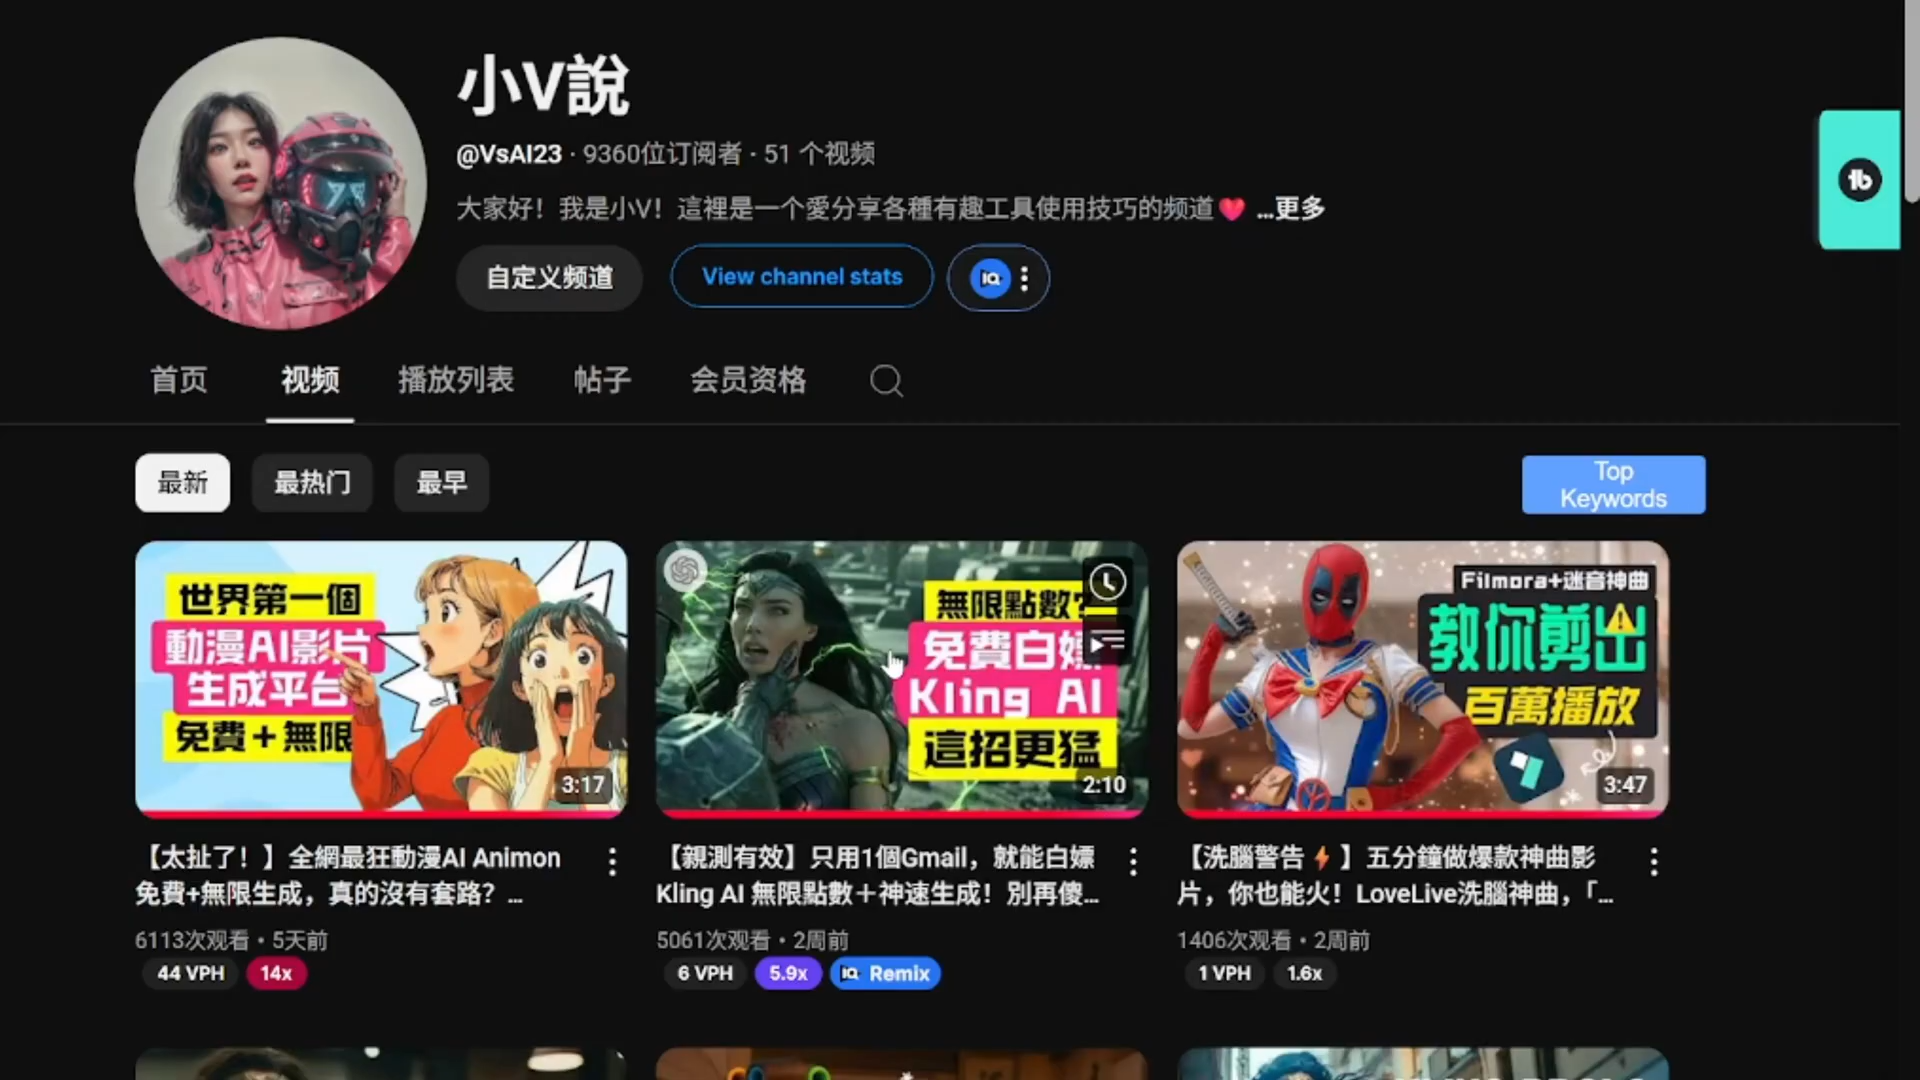 小V說
@VsAI23 · 9360位订阅者 · 51 个视频
大家好！我是小V！這裡是一个愛分享各種有趣工具使用技巧的频道❤️ ...更多
自定义频道
View channel stats
IQ
tb
首页
视频
播放列表
帖子
会员资格
最新
最热门
最早
Top
Keywords
世界第一個
動漫AI影片
生成平台
免費+無限
3:17
無限點數?
免費白嫖
Kling AI
這招更猛
2:10
Filmora+迷音神曲
教你剪出
百萬播放
3:47
【太扯了！】全網最狂動漫AI Animon
免費+無限生成，真的沒有套路？...
6113次观看 • 5天前
44 VPH
14x
【親測有效】只用1個Gmail，就能白嫖
Kling AI 無限點數＋神速生成！別再傻...
5061次观看 • 2周前
6 VPH
5.9x
IQ Remix
【洗腦警告⚡】五分鐘做爆款神曲影
片，你也能火！LoveLive洗腦神曲，「...
1406次观看 • 2周前
1 VPH
1.6x